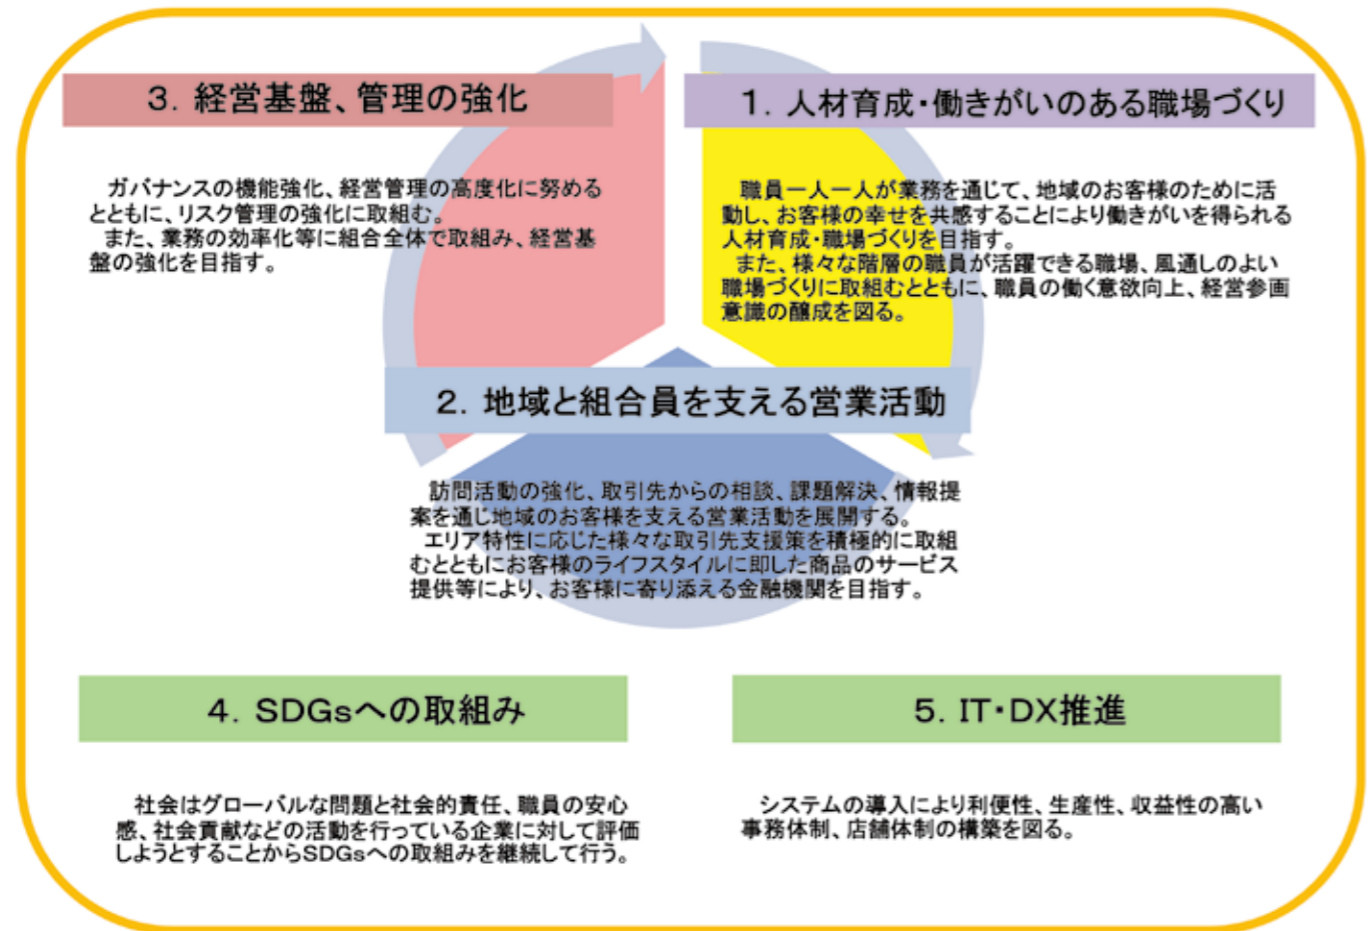 3．経営基盤、管理の強化
ガバナンスの機能強化、経営管理の高度化に努める
とともに、リスク管理の強化に取組む。
また、業務の効率化等に組合全体で取組み、経営基
盤の強化を目指す。
1．人材育成・働きがいのある職場づくり
職員一人一人が業務を通じて、地域のお客様のために活
動し、お客様の幸せを共感することにより働きがいを得られる
人材育成・職場づくりを目指す。
また、様々な階層の職員が活躍できる職場、風通しのよい
職場づくりに取組むとともに、職員の働く意欲向上、経営参画
意識の醸成を図る。
2．地域と組合員を支える営業活動
訪問活動の強化、取引先からの相談、課題解決、情報提
案を通じ地域のお客様を支える営業活動を展開する。
エリア特性に応じた様々な取引先支援策を積極的に取組
むとともにお客様のライフスタイルに即した商品のサービス
提供等により、お客様に寄り添える金融機関を目指す。
4．SDGsへの取組み
社会はグローバルな問題と社会的責任、職員の安心
感、社会貢献などの活動を行っている企業に対して評価
しようとすることからSDGsへの取組みを継続して行う。
5．IT・DX推進
システムの導入により利便性、生産性、収益性の高い
事務体制、店舗体制の構築を図る。